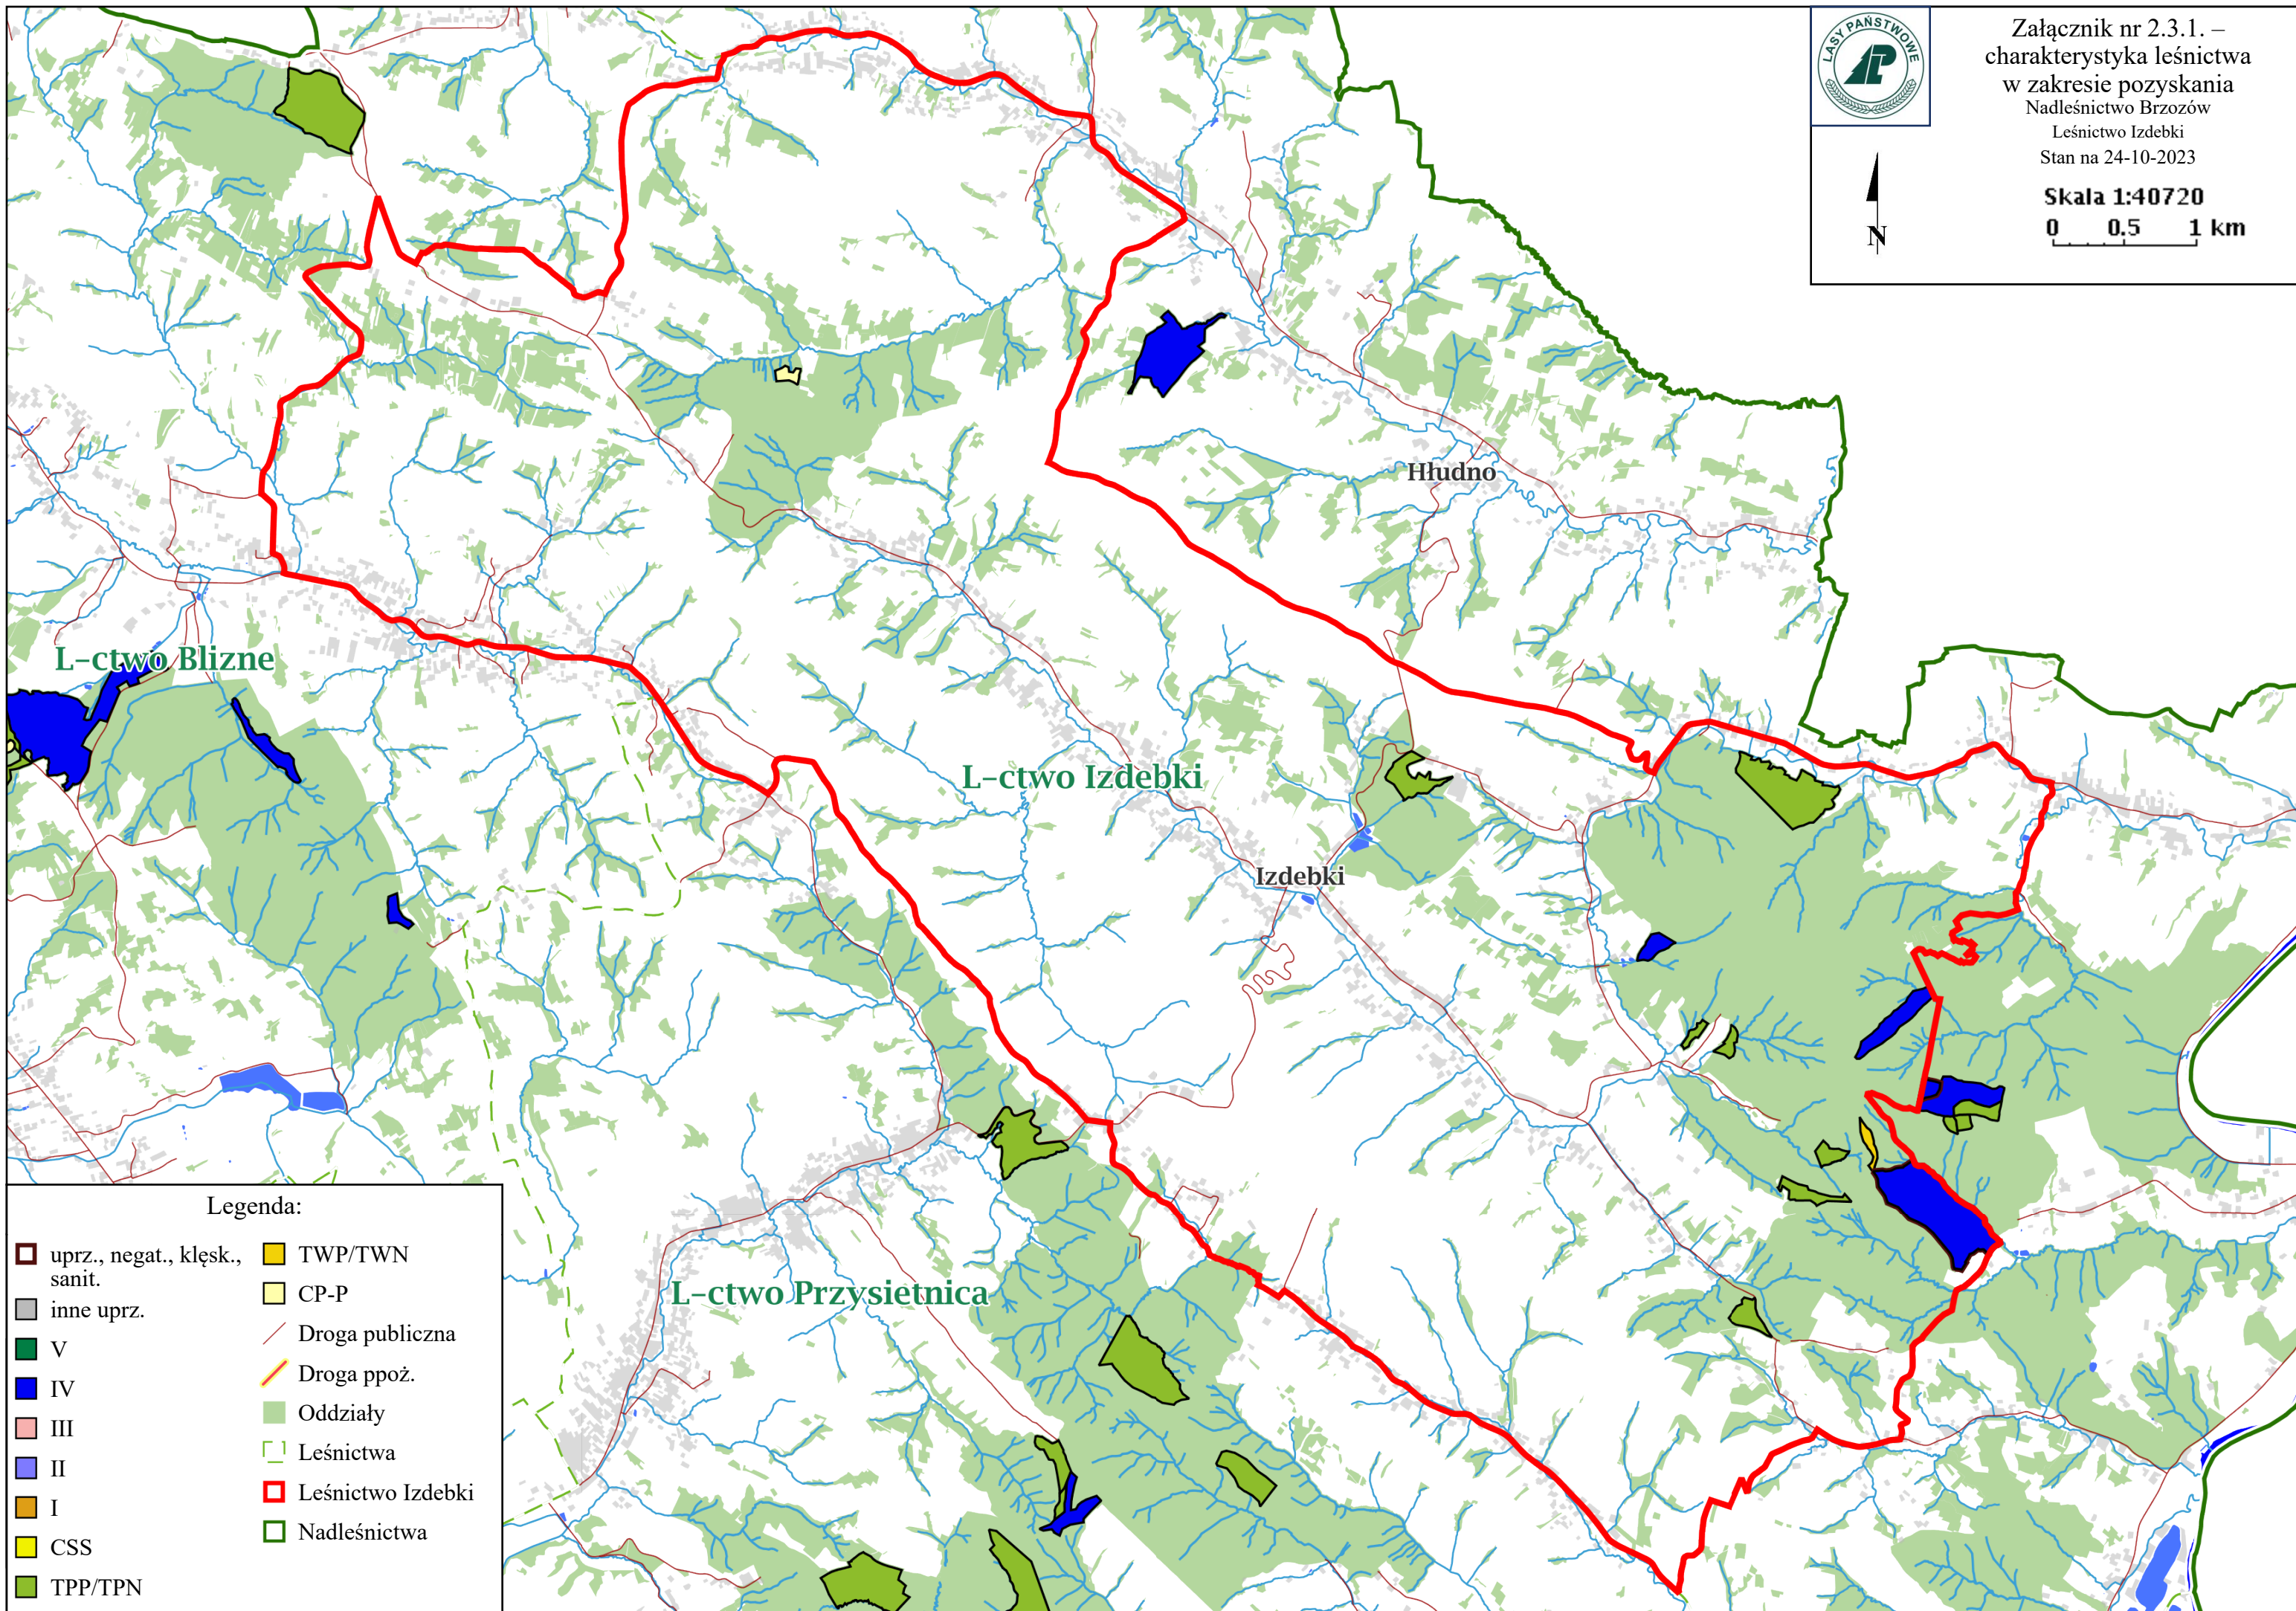 LASY PAŃSTWOWE
Załącznik nr 2.3.1. –
charakterystyka leśnictwa
w zakresie pozyskania
Nadleśnictwo Brzozów
Leśnictwo Izdebki
Stan na 24-10-2023
Skala 1:40720
0 0.5 1 km
N
Hłudno
L-ctwo Blizne
L-ctwo Izdebki
Izdebki
L-ctwo Przysietnica
Legenda:
uprz., negat., klęsk.,
sanit.
inne uprz.
V
IV
III
II
I
CSS
TPP/TPN
TWP/TWN
CP-P
Droga publiczna
Droga ppoż.
Oddziały
Leśnictwa
Leśnictwo Izdebki
Nadleśnictwa